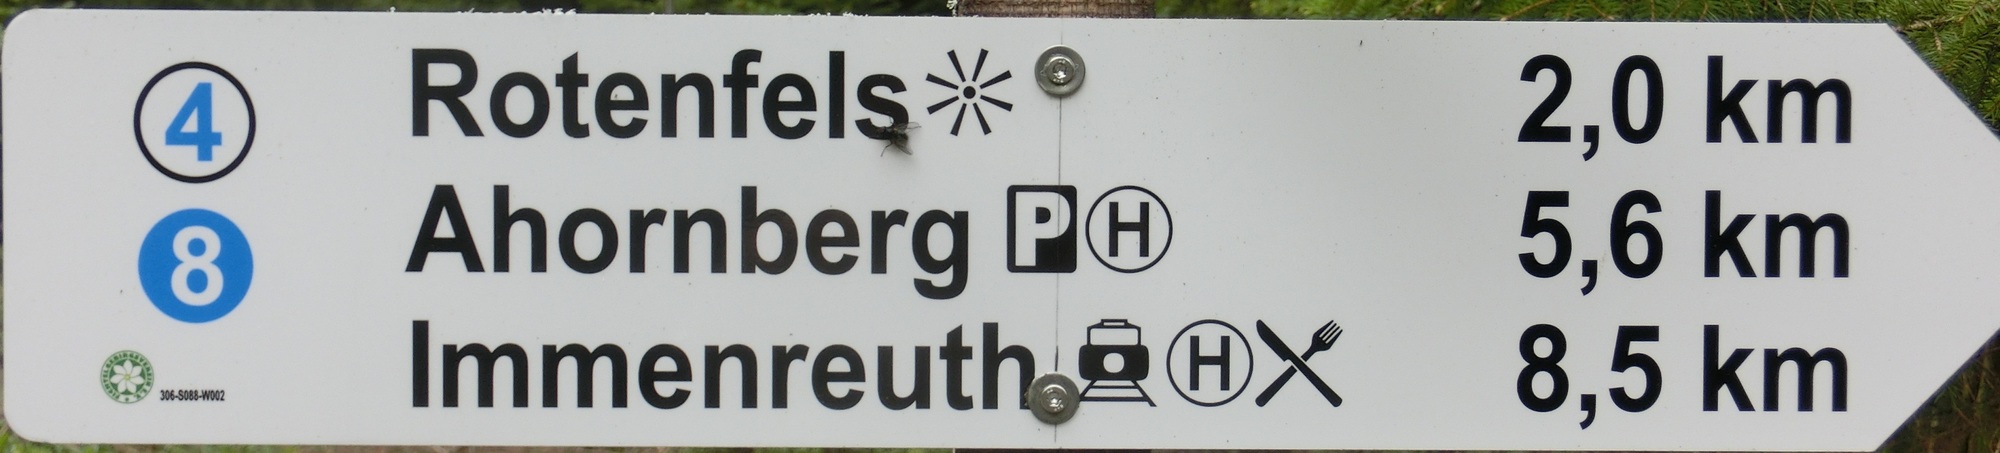 4 Rotenfels 2,0 km
8 Ahornberg P H 5,6 km
Immenreuth H 8,5 km
306-S088-W002